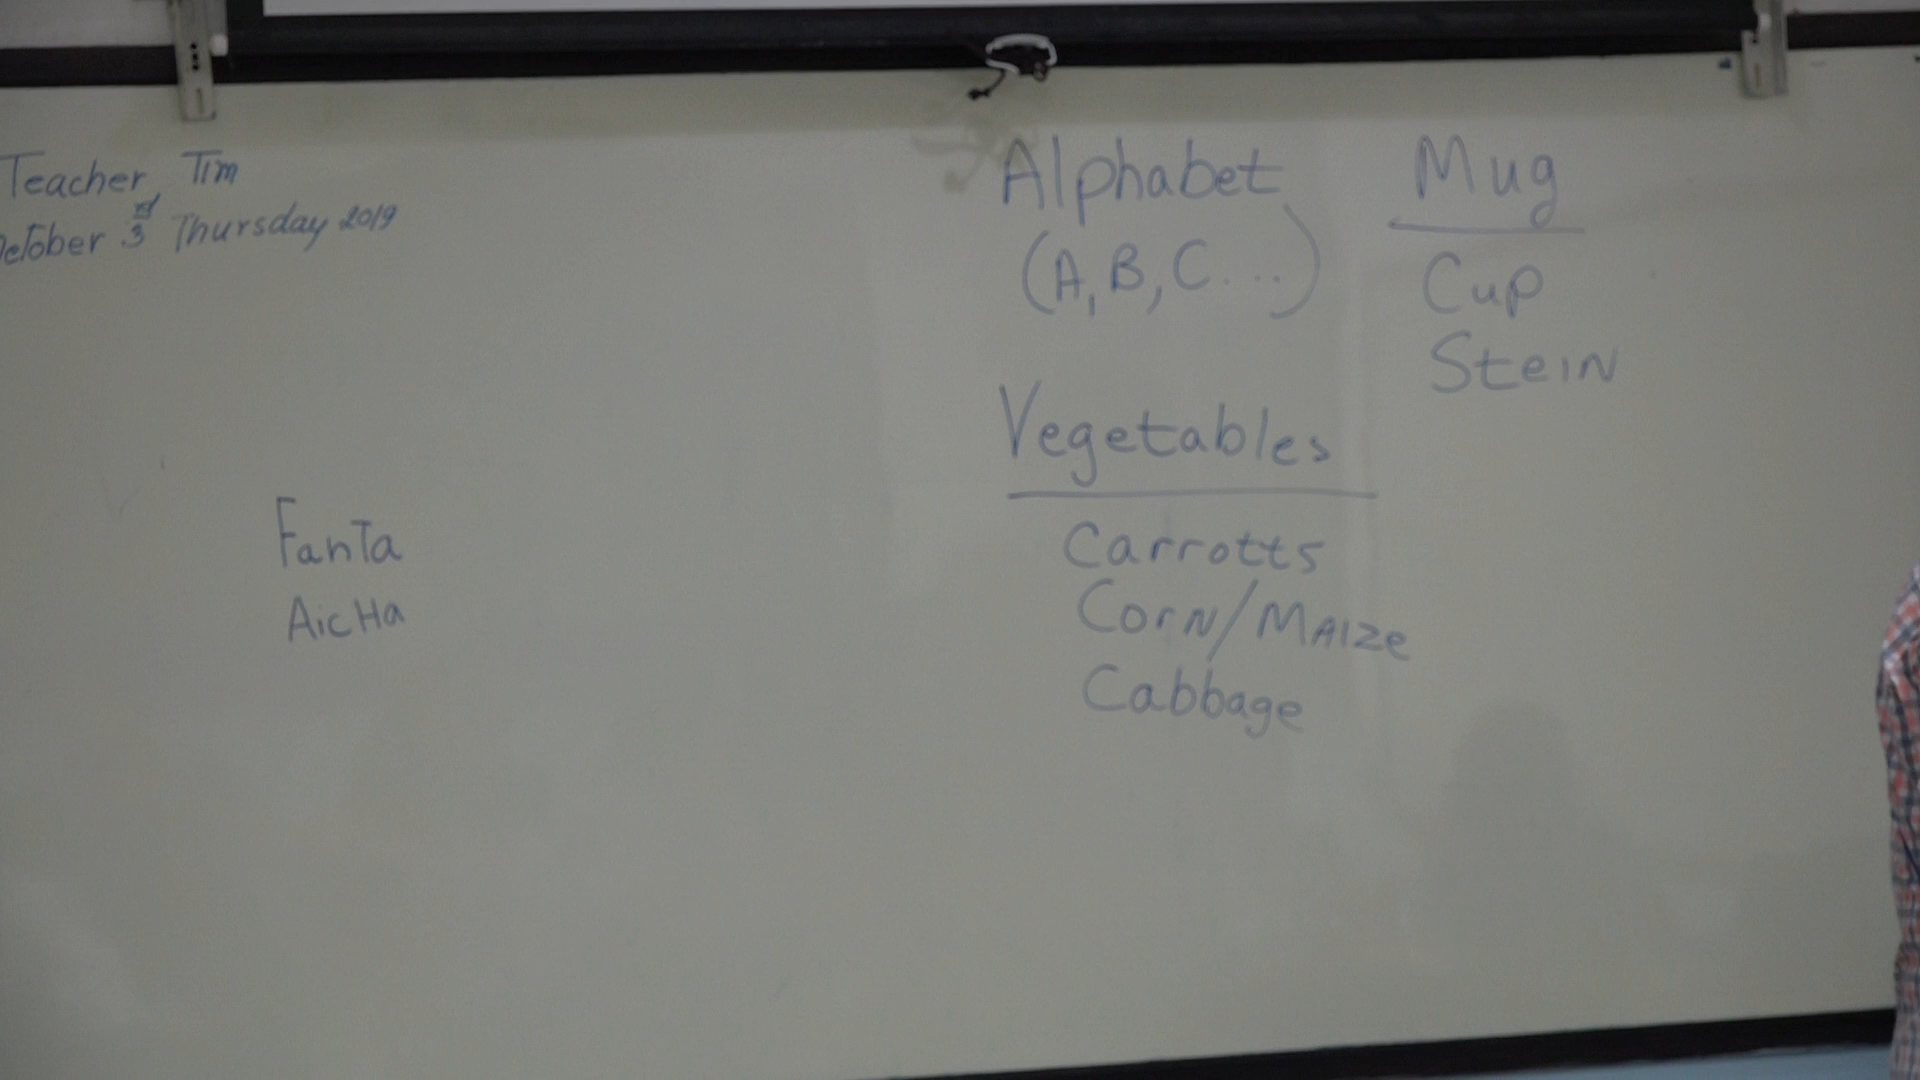 Teacher, Tim
October 3rd Thursday 2019
Alphabet
(A, B, C...)
Mug
Cup
Stein
Vegetables
Carrotts
Corn/Maize
Cabbage
FanTa
AicHa